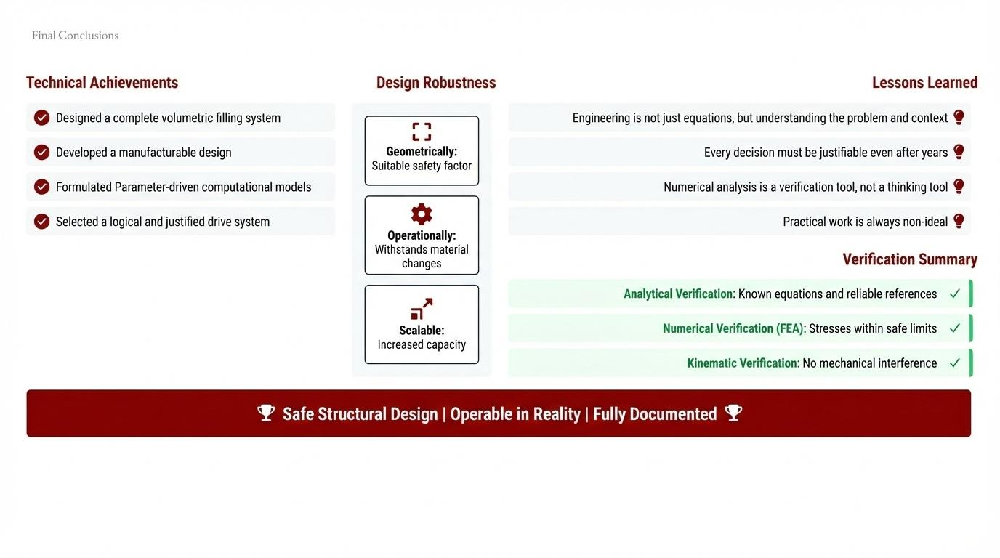 Final Conclusions
Technical Achievements
Designed a complete volumetric filling system
Developed a manufacturable design
Formulated Parameter-driven computational models
Selected a logical and justified drive system
Design Robustness
Geometrically:
Suitable safety factor
Operationally:
Withstands material
changes
Scalable:
Increased capacity
Lessons Learned
Engineering is not just equations, but understanding the problem and context
Every decision must be justifiable even after years
Numerical analysis is a verification tool, not a thinking tool
Practical work is always non-ideal
Verification Summary
Analytical Verification: Known equations and reliable references
Numerical Verification (FEA): Stresses within safe limits
Kinematic Verification: No mechanical interference
Safe Structural Design | Operable in Reality | Fully Documented